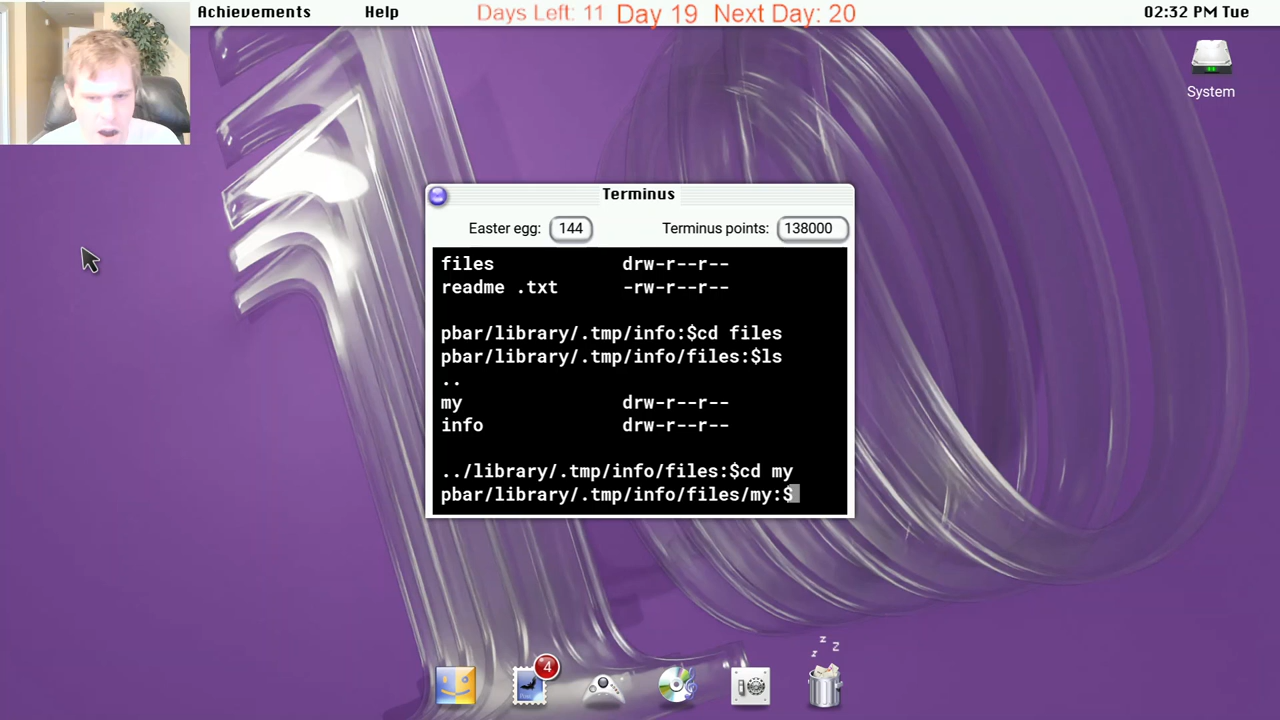 Achievements Help Days Left: 11 Day 19 Next Day: 20 02:32 PM Tue
System
Terminus
Easter egg: 144 Terminus points: 138000
files drw-r--r--
readme .txt -rw-r--r--
pbar/library/.tmp/info:$cd files
pbar/library/.tmp/info/files:$ls
..
my drw-r--r--
info drw-r--r--
../library/.tmp/info/files:$cd my
pbar/library/.tmp/info/files/my:$
z z z
4